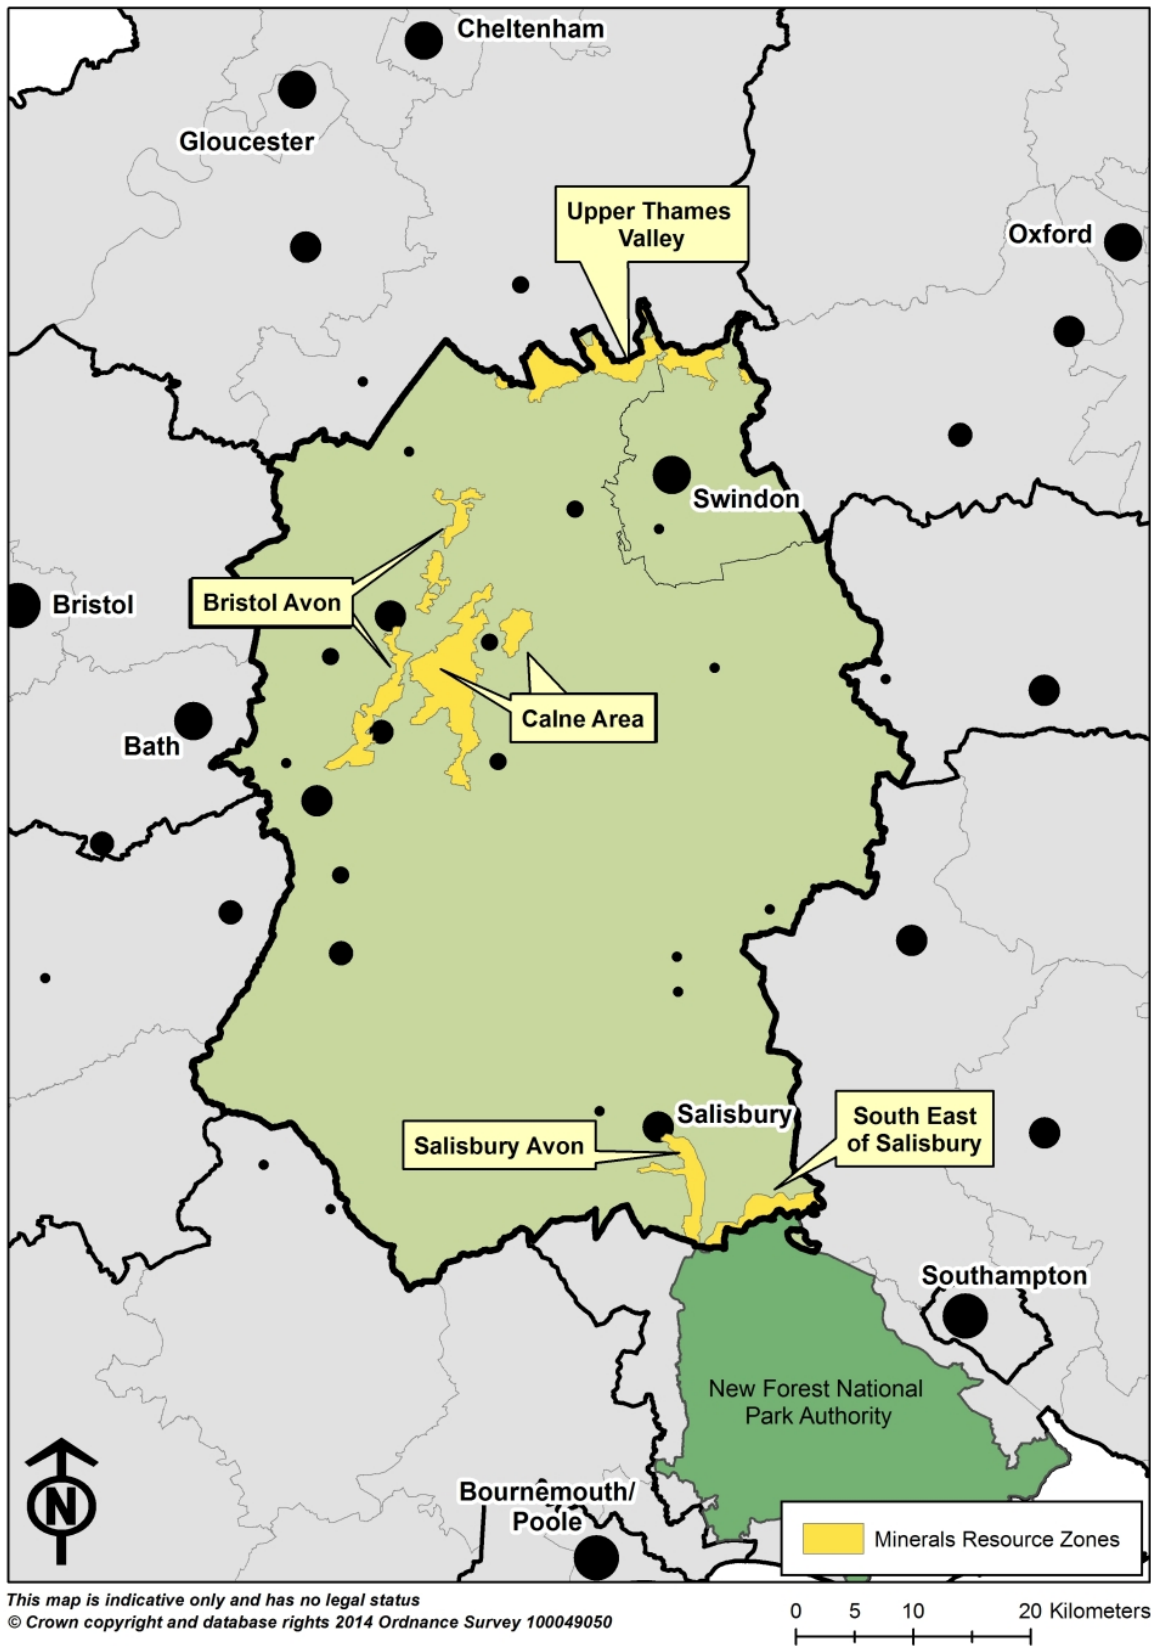 Cheltenham
Gloucester
Upper Thames
Valley
Oxford
Swindon
Bristol Avon
Bristol
Calne Area
Bath
Salisbury
South East
of Salisbury
Salisbury Avon
Southampton
New Forest National
Park Authority
Bournemouth/
Poole
N
Minerals Resource Zones
This map is indicative only and has no legal status
© Crown copyright and database rights 2014 Ordnance Survey 100049050
0 5 10 20 Kilometers